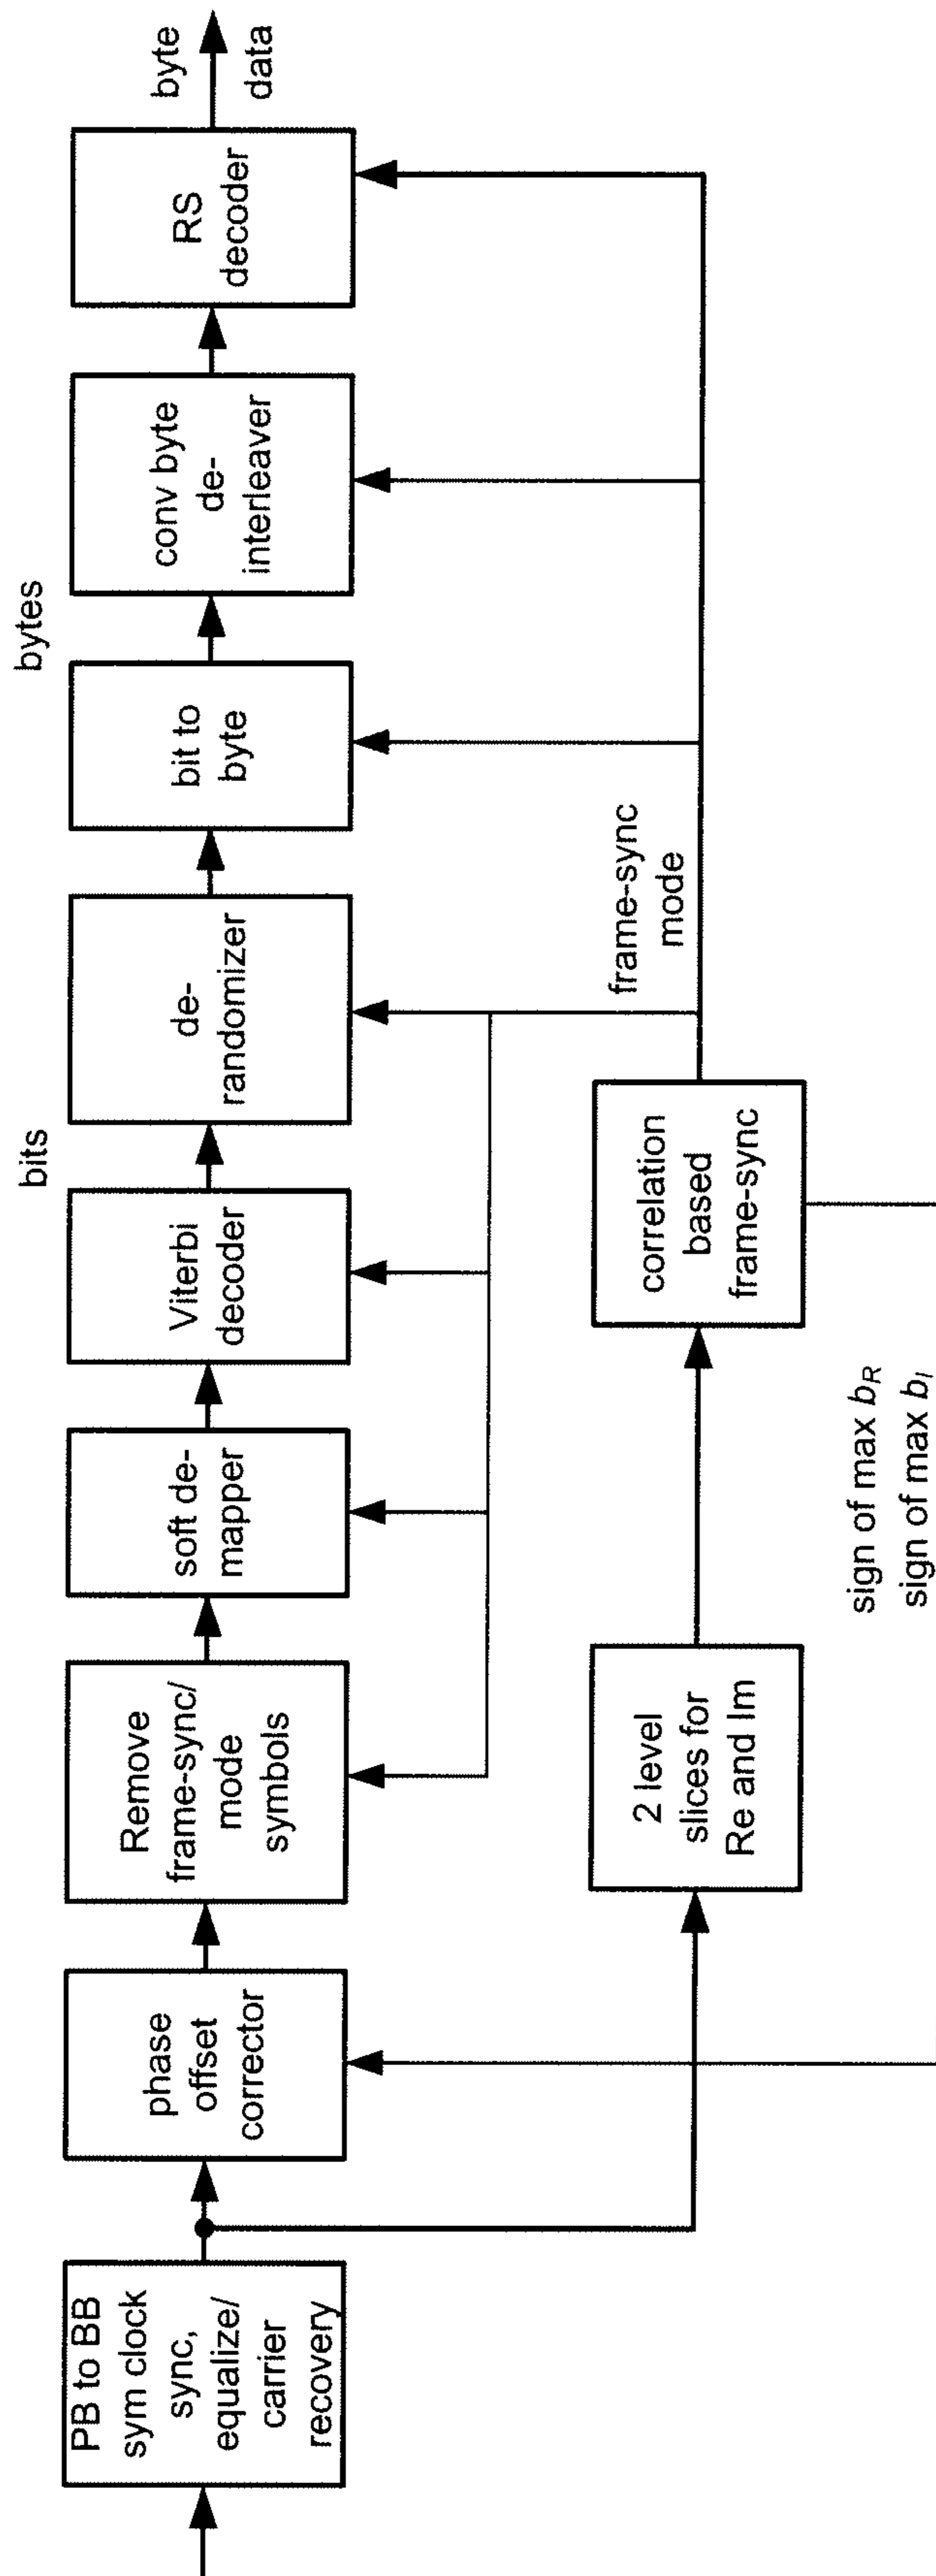 PB to BB
sym clock
sync,
equalize/
carrier
recovery
phase
offset
corrector
Remove
frame-sync/
mode
symbols
soft de-
mapper
Viterbi
decoder
bits
de-
randomizer
bit to
byte
bytes
conv byte
de-
interleaver
RS
decoder
byte
data
2 level
slices for
Re and Im
correlation
based
frame-sync
frame-sync
mode
sign of max b_R
sign of max b_I